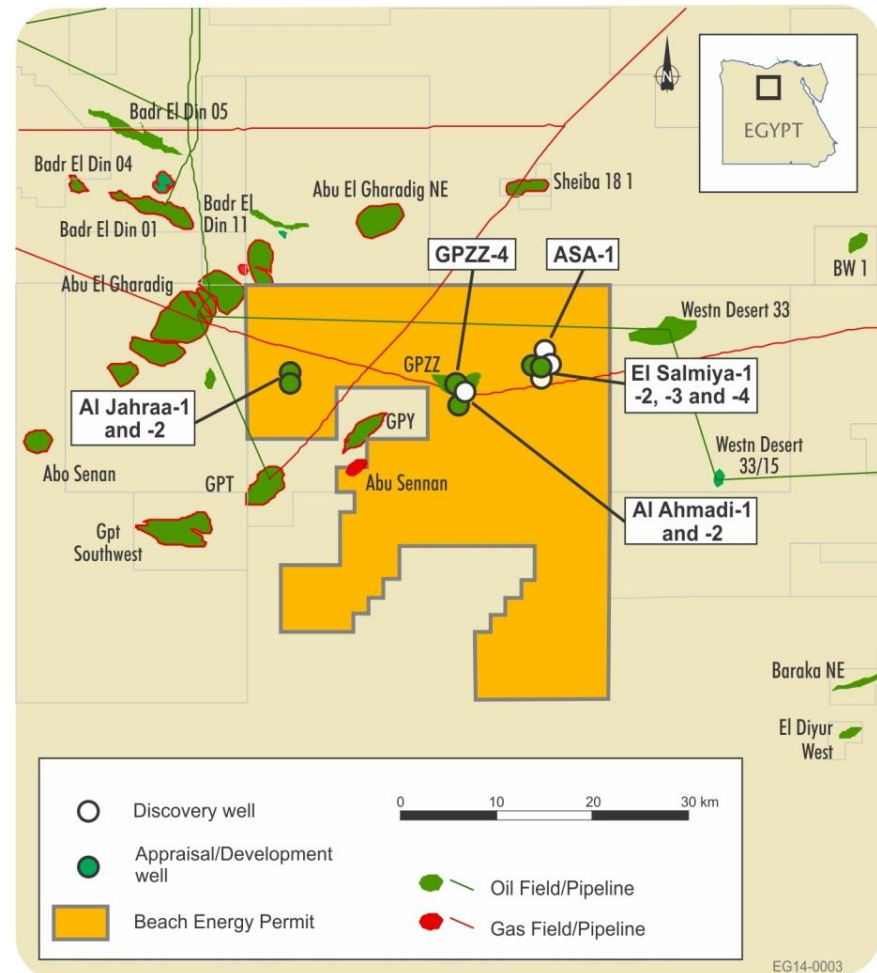 Badr El Din 05
N
EGYPT
Badr El Din 04
Badr El Din 01
Badr El
Din 11
Abu El Gharadig NE
Sheiba 18 1
GPZZ-4
ASA-1
BW 1
Abu El Gharadig
Westn Desert 33
GPZZ
El Salmiya-1
-2, -3 and -4
Al Jahraa-1
and -2
GPY
Abo Senan
GPT
Abu Sennan
Westn Desert
33/15
Al Ahmadi-1
and -2
Gpt
Southwest
Baraka NE
El Diyur
West
Discovery well
Appraisal/Development
well
Beach Energy Permit
0 10 20 30 km
Oil Field/Pipeline
Gas Field/Pipeline
EG14-0003